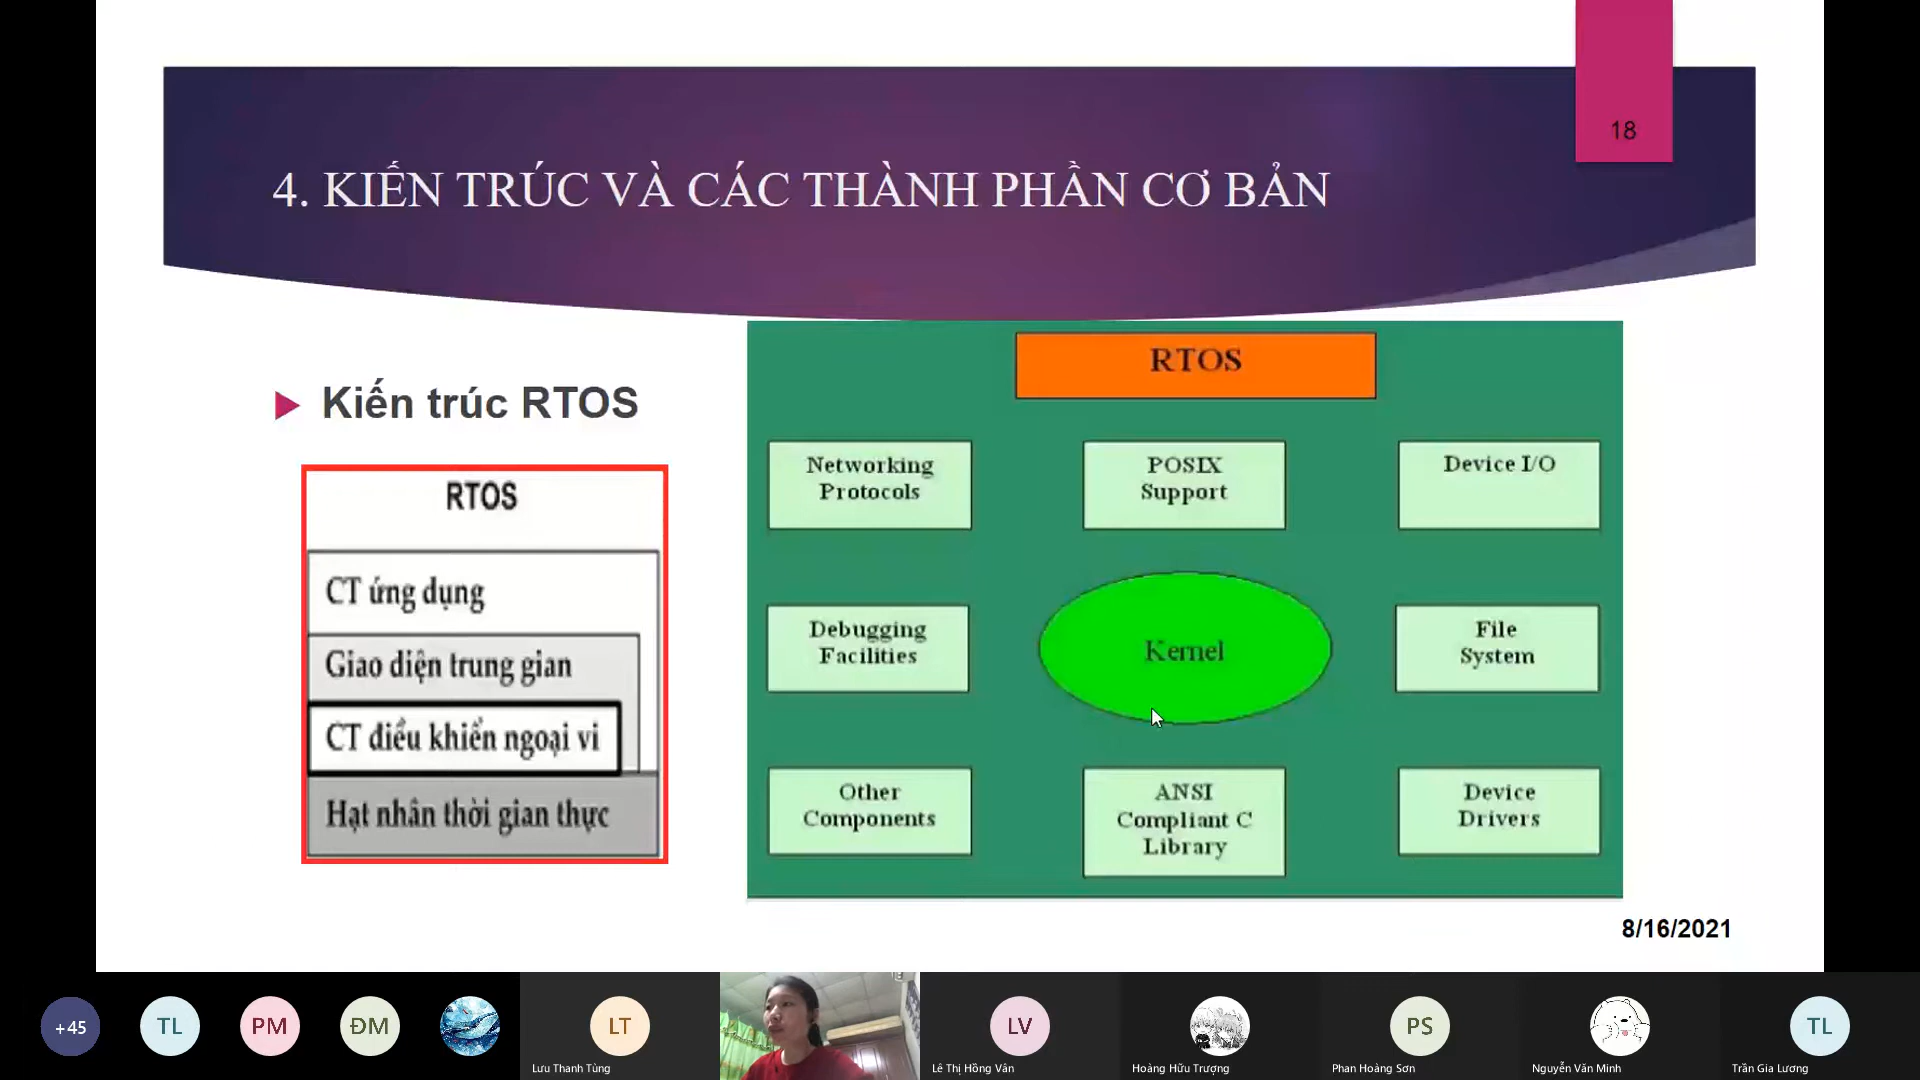 18
4. KIẾN TRÚC VÀ CÁC THÀNH PHẦN CƠ BẢN
Kiến trúc RTOS
RTOS
CT ứng dụng
Giao diện trung gian
CT điều khiển ngoại vi
Hạt nhân thời gian thực
RTOS
Networking
Protocols
POSIX
Support
Device I/O
Debugging
Facilities
Kernel
File
System
Other
Components
ANSI
Compliant C
Library
Device
Drivers
8/16/2021
+45
TL
PM
ĐM
LT
Lưu Thanh Tùng
LV
Lê Thị Hồng Vân
Hoàng Hữu Trượng
PS
Phan Hoàng Sơn
Nguyễn Văn Minh
TL
Trần Gia Lương